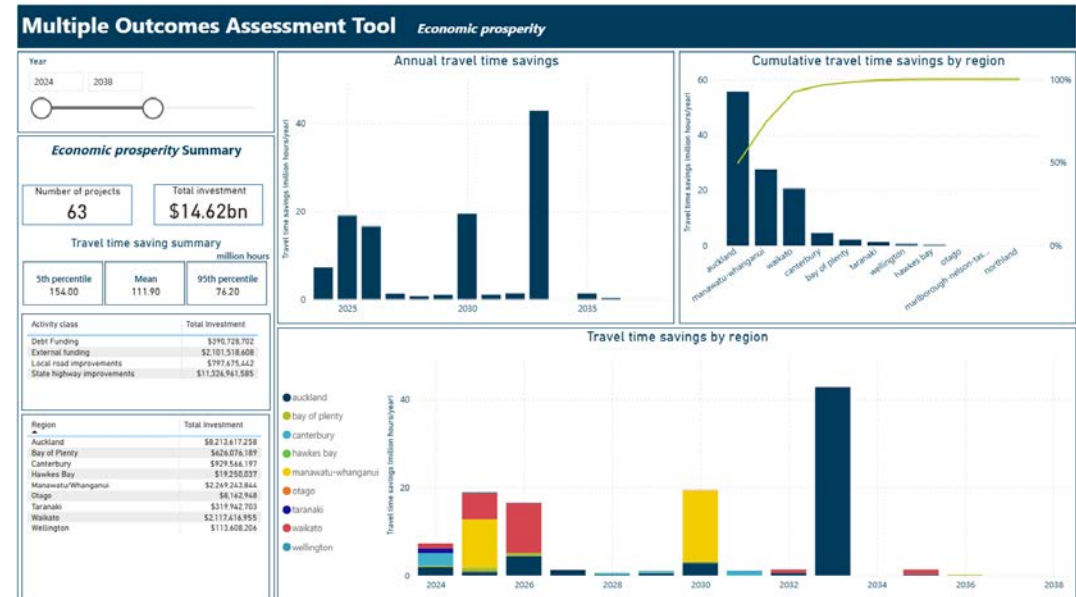 Multiple Outcomes Assessment Tool Economic prosperity
Year
2024 2038
Economic prosperity Summary
Number of projects
63
Total investment
$14.62bn
Travel time saving summary
million hours
5th percentile
154.00
Mean
111.90
95th percentile
76.20
Activity class Total Investment
Debt Funding $390,728,702
External funding $2,101,518,608
Local road improvements $797,675,442
State highway improvements $11,326,961,585
Region Total Investment
Auckland $8,213,617,258
Bay of Plenty $626,076,189
Canterbury $929,566,197
Hawkes Bay $19,250,037
Manawatu/Whanganui $2,269,243,844
Otago $8,162,948
Taranaki $319,942,703
Waikato $2,117,416,955
Wellington $113,608,206
Annual travel time savings
Travel time savings (million hours/year)
40
20
0
2025 2030 2035
Cumulative travel time savings by region
Travel time savings (million hours/year)
60
40
20
0
100%
50%
0%
auckland
manawatu-whanganui
waikato
canterbury
bay of plenty
taranaki
wellington
hawkes bay
otago
marlborough-nelson-tas...
northland
Travel time savings by region
auckland
bay of plenty
canterbury
hawkes bay
manawatu-whanganui
otago
taranaki
waikato
wellington
Travel time savings (million hours/year)
40
20
0
2024 2026 2028 2030 2032 2034 2036 2038